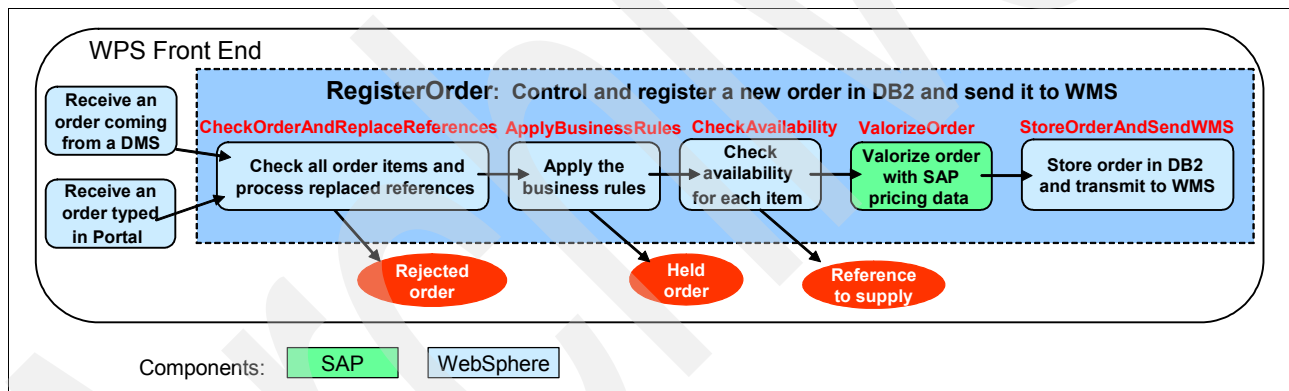 WPS Front End
RegisterOrder: Control and register a new order in DB2 and send it to WMS
Receive an
order coming
from a DMS
Receive an
order typed
in Portal
CheckOrderAndReplaceReferences
Check all order items and
process replaced references
ApplyBusinessRules
Apply the
business rules
CheckAvailability
Check
availability
for each item
ValorizeOrder
Valorize order
with SAP
pricing data
StoreOrderAndSendWMS
Store order in DB2
and transmit to WMS
Rejected
order
Held
order
Reference
to supply
Components:
SAP
WebSphere